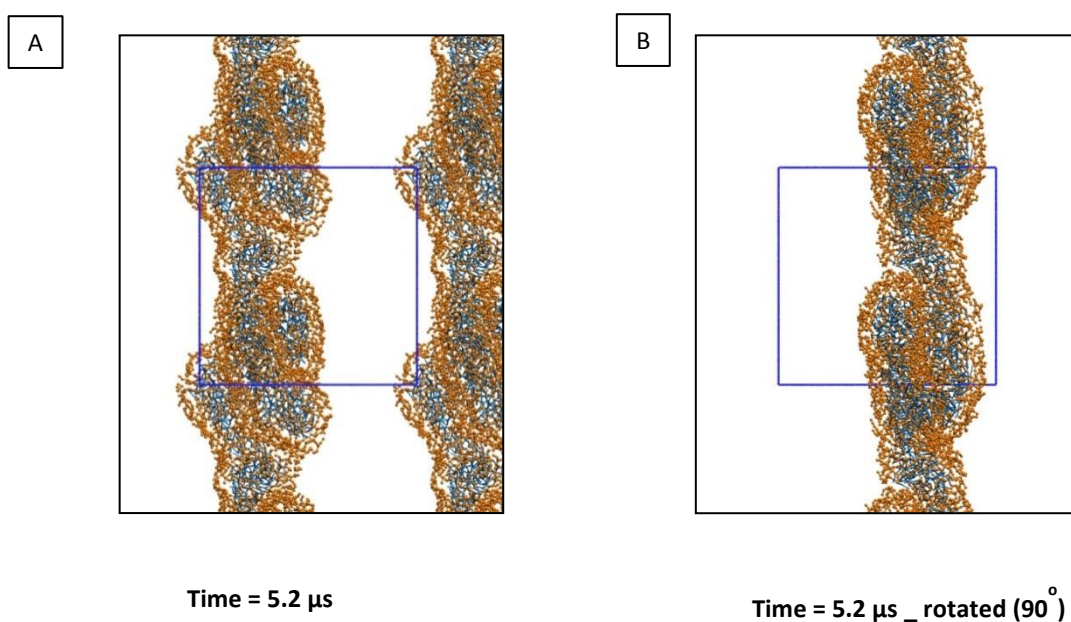 A
B
Time = 5.2 μs
Time = 5.2 μs _ rotated (90°)